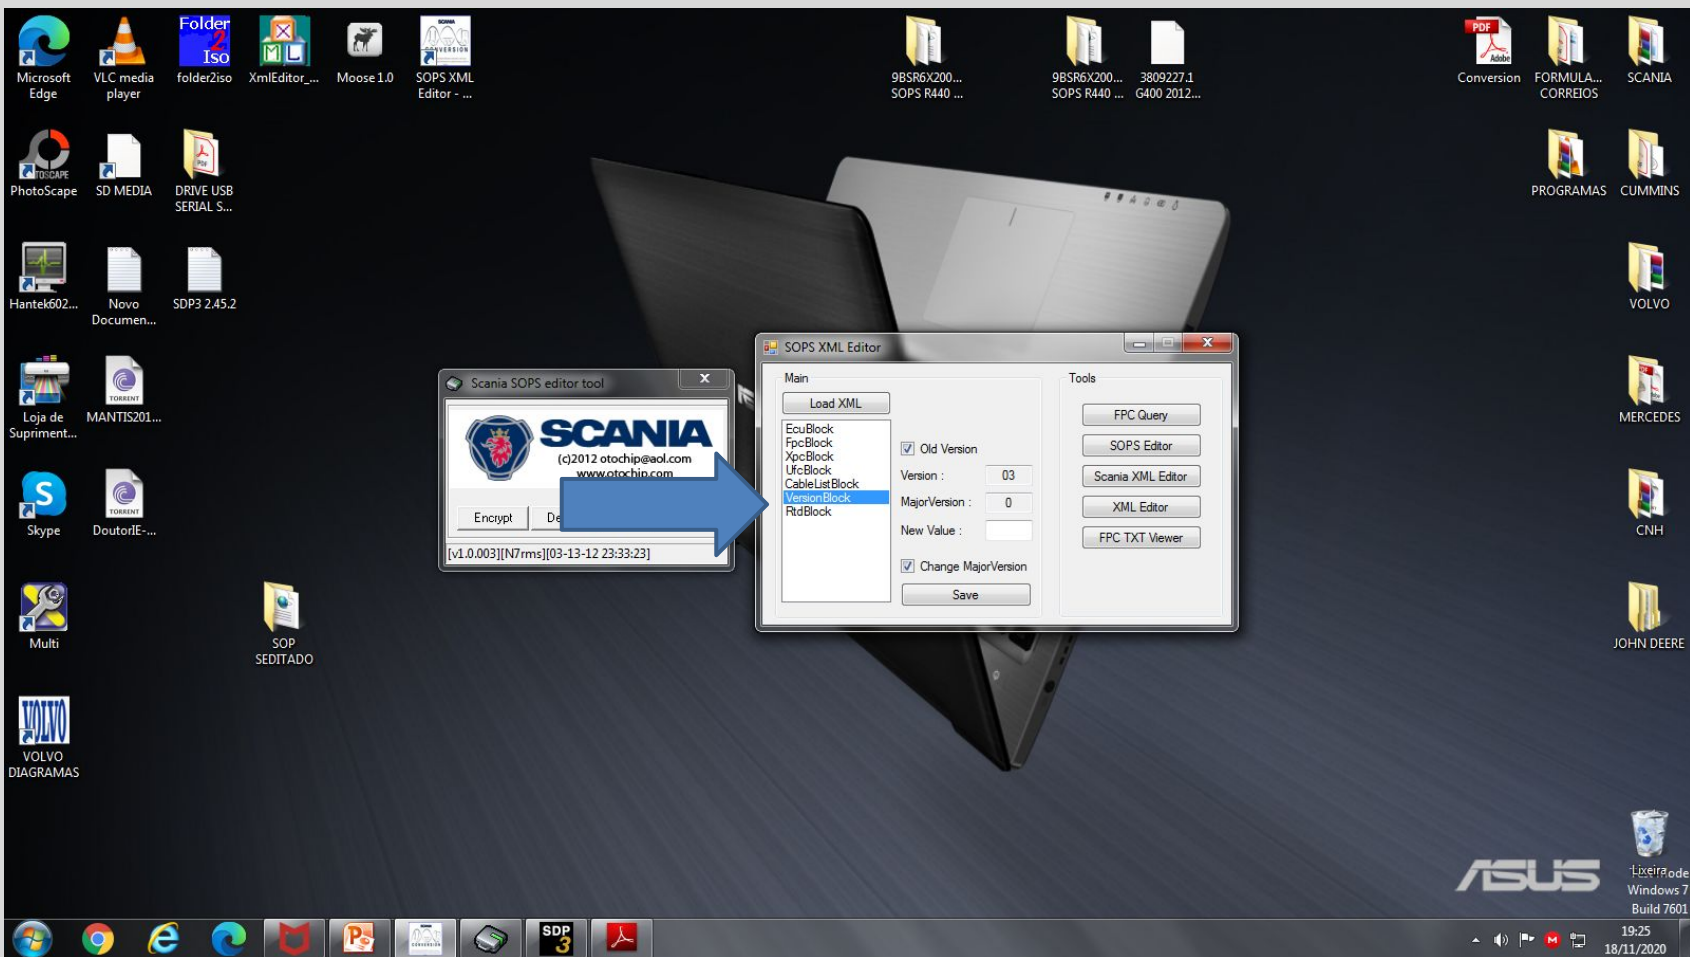 Folder
2
Iso
Microsoft
Edge
VLC media
player
folder2iso
XmlEditor_...
Moose 1.0
SCANIA
CONVERSION
SOPS XML
Editor - ...
9BSR6X200...
SOPS R440 ...
9BSR6X200...
SOPS R440 ...
3809227.1
G400 2012...
PDF
Adobe
Conversion
FORMULA...
CORREIOS
SCANIA
PhotoScape
SD MEDIA
DRIVE USB
SERIAL S...
PROGRAMAS
CUMMINS
Hantek602...
Novo
Documen...
SDP3 2.45.2
VOLVO
Loja de
Supriment...
TORRENT
MANTIS201...
MERCEDES
Skype
TORRENT
DoutorIE-...
CNH
Multi
SOP
SEDITADO
JOHN DEERE
VOLVO
VOLVO
DIAGRAMAS
Scania SOPS editor tool
SCANIA
(c)2012 otochip@aol.com
www.otochip.com
Encrypt
De
[v1.0.003][N7rms][03-13-12 23:33:23]
SOPS XML Editor
Main
Load XML
EcuBlock
FpcBlock
XpcBlock
UfcBlock
CableListBlock
VersionBlock
RtdBlock
Old Version
Version : 03
MajorVersion : 0
New Value :
Change MajorVersion
Save
Tools
FPC Query
SOPS Editor
Scania XML Editor
XML Editor
FPC TXT Viewer
ASUS
Lixeira
Windows 7
Build 7601
SDP
3
19:25
18/11/2020